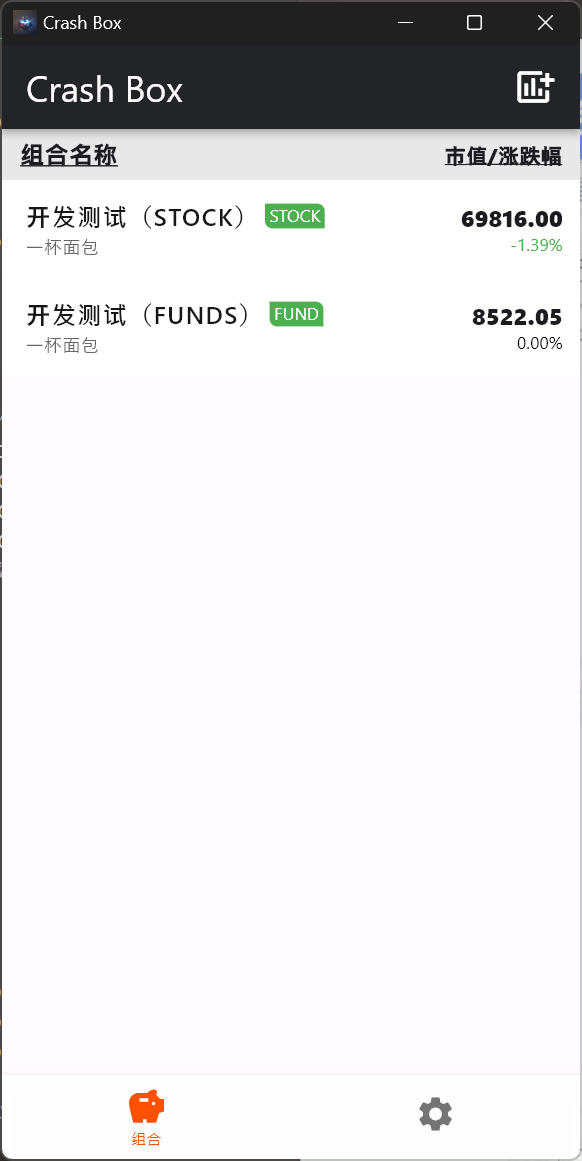 Crash Box
Crash Box
组合名称 市值/涨跌幅
开发测试（STOCK） STOCK 69816.00
一杯面包 -1.39%
开发测试（FUNDS） FUND 8522.05
一杯面包 0.00%
组合